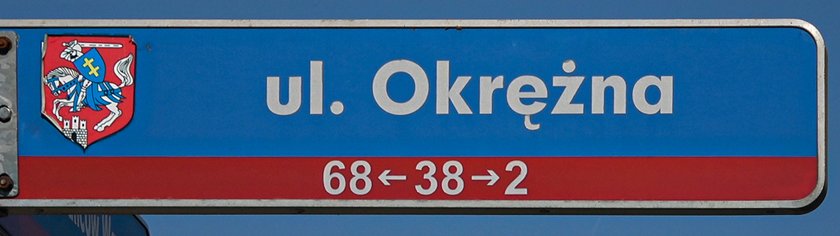 ul. Okrężna
68←38→2